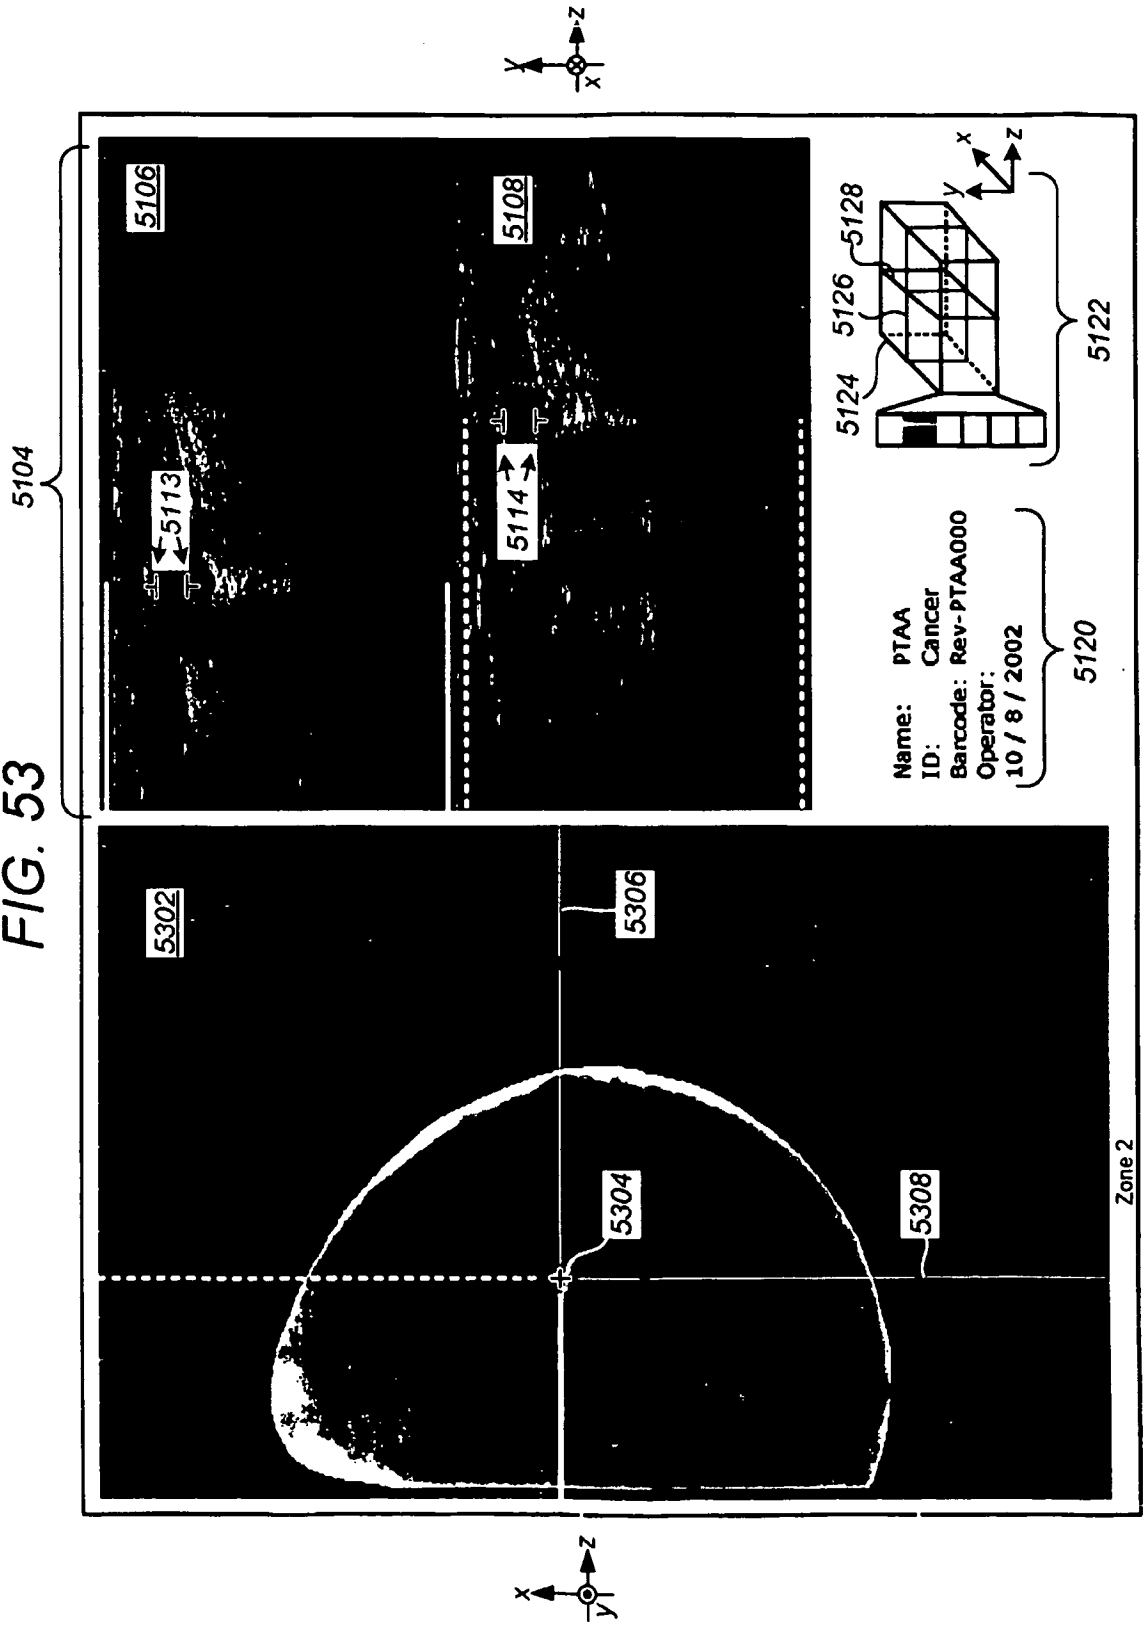 FIG. 53
5104
5302
5306
5304
5308
Zone 2
5106
5113
5108
5114
Name: PTAA
ID: Cancer
Barcode: Rev-PTAA000
Operator:
10 / 8 / 2002
5120
5124
5126
5128
5122
y
x
z
x
z
y
y
z
x